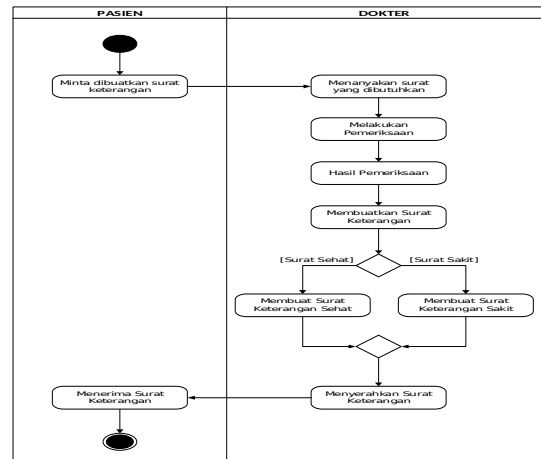 PASIEN
DOKTER
Minta dibuatkan surat
keterangan
Menanyakan surat
yang dibutuhkan
Melakukan
Pemeriksaan
Hasil Pemeriksaan
Membuatkan Surat
Keterangan
[Surat Sehat]
[Surat Sakit]
Membuat Surat
Keterangan Sehat
Membuat Surat
Keterangan Sakit
Menerima Surat
Keterangan
Menyerahkan Surat
Keterangan